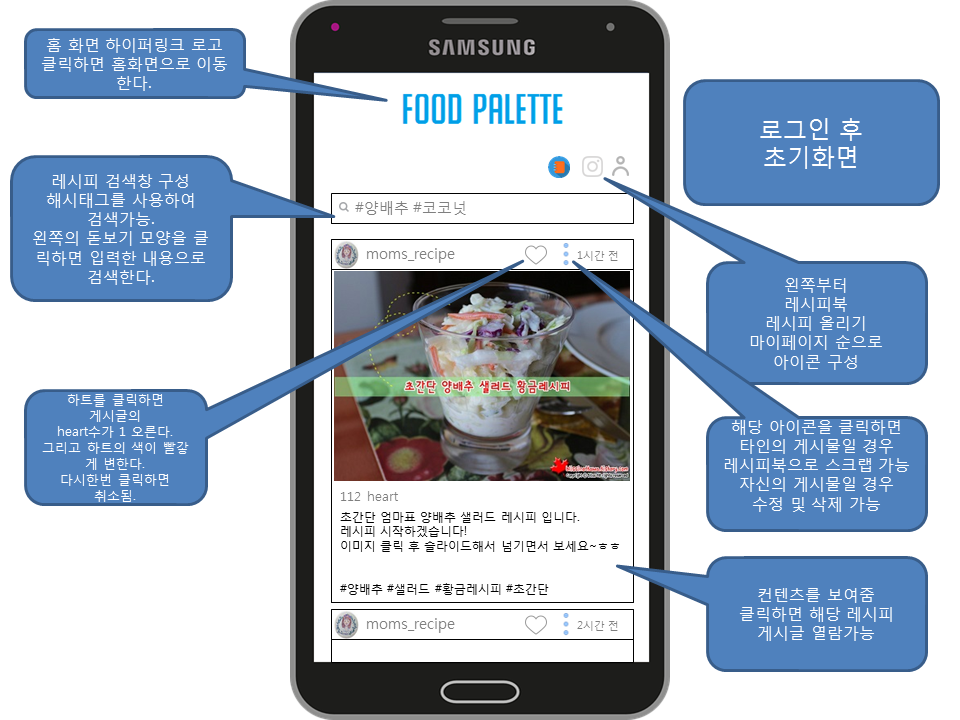 홈 화면 하이퍼링크 로고
클릭하면 홈화면으로 이동
한다.
SAMSUNG
FOOD PALETTE
로그인 후
초기화면
레시피 검색창 구성
해시태그를 사용하여
검색가능.
왼쪽의 돋보기 모양을 클
릭하면 입력한 내용으로
검색한다.
#양배추 #코코넛
moms_recipe
1시간 전
왼쪽부터
레시피북
레시피 올리기
마이페이지 순으로
아이콘 구성
초간단 양배추 샐러드 황금레시피
하트를 클릭하면
게시글의
heart수가 1 오른다.
그리고 하트의 색이 빨갛
게 변한다.
다시한번 클릭하면
취소됨.
해당 아이콘을 클릭하면
타인의 게시물일 경우
레시피북으로 스크랩 가능
자신의 게시물일 경우
수정 및 삭제 가능
112 heart
초간단 엄마표 양배추 샐러드 레시피 입니다.
레시피 시작하겠습니다!
이미지 클릭 후 슬라이드해서 넘기면서 보세요~ㅎㅎ
#양배추 #샐러드 #황금레시피 #초간단
컨텐츠를 보여줌
클릭하면 해당 레시피
게시글 열람가능
moms_recipe
2시간 전